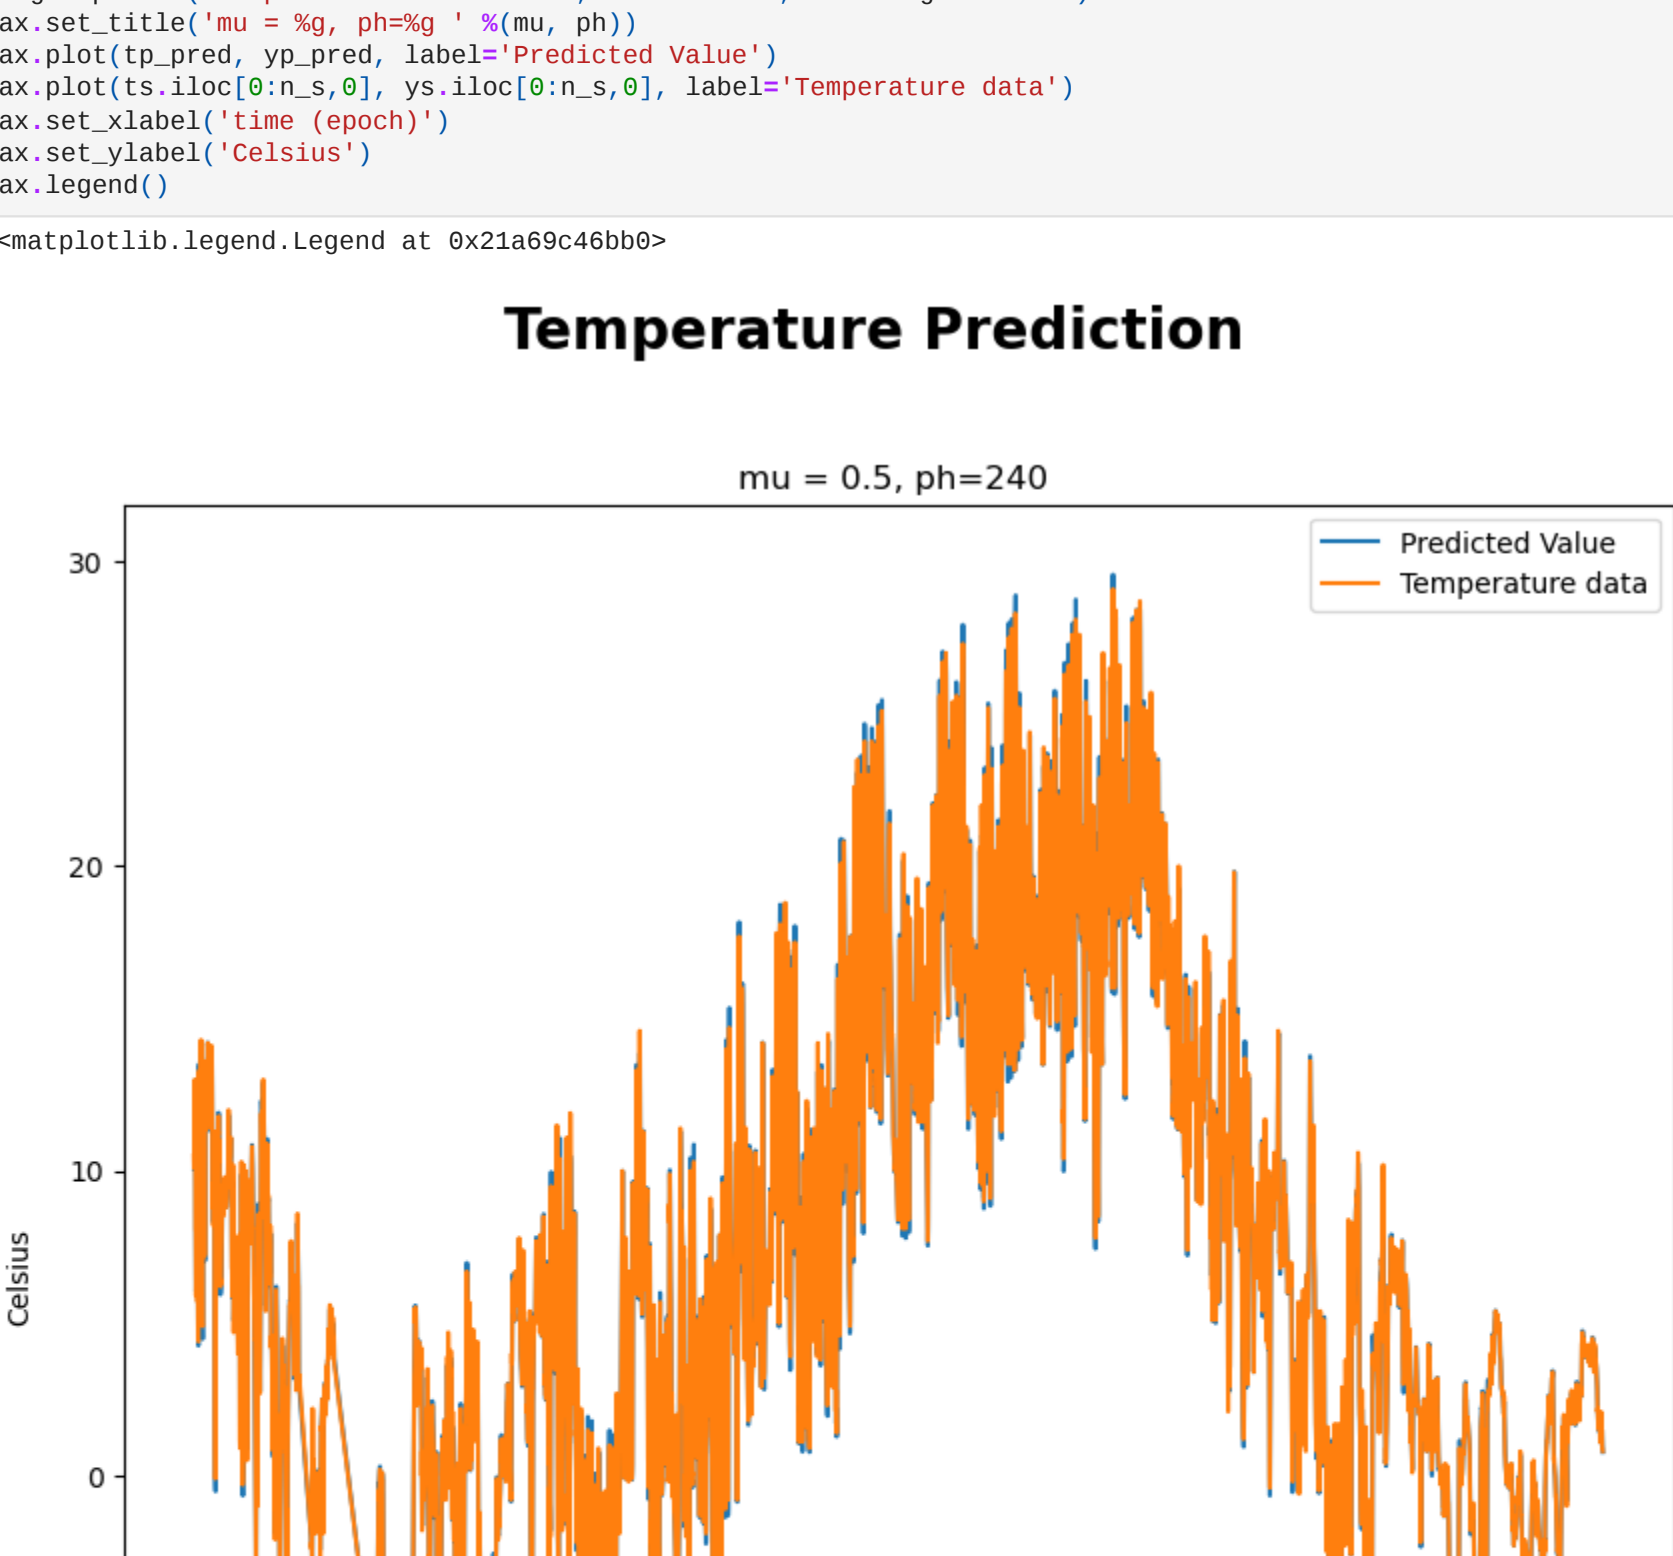 ax.set_title('mu = %g, ph=%g ' %(mu, ph))
ax.plot(tp_pred, yp_pred, label='Predicted Value')
ax.plot(ts.iloc[0:n_s,0], ys.iloc[0:n_s,0], label='Temperature data')
ax.set_xlabel('time (epoch)')
ax.set_ylabel('Celsius')
ax.legend()
<matplotlib.legend.Legend at 0x21a69c46bb0>
Temperature Prediction
mu = 0.5, ph=240
Predicted Value
Temperature data
30
20
10
0
Celsius